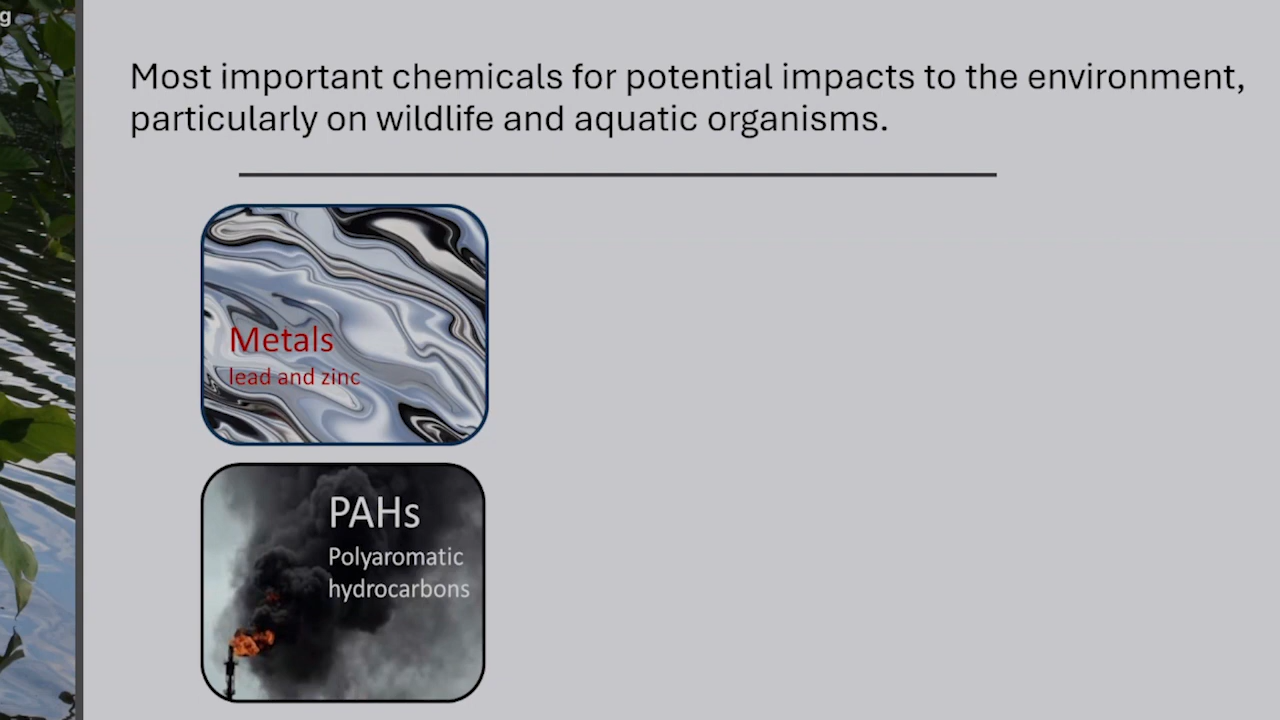 g
Most important chemicals for potential impacts to the environment,
particularly on wildlife and aquatic organisms.
Metals
lead and zinc
PAHs
Polyaromatic
hydrocarbons